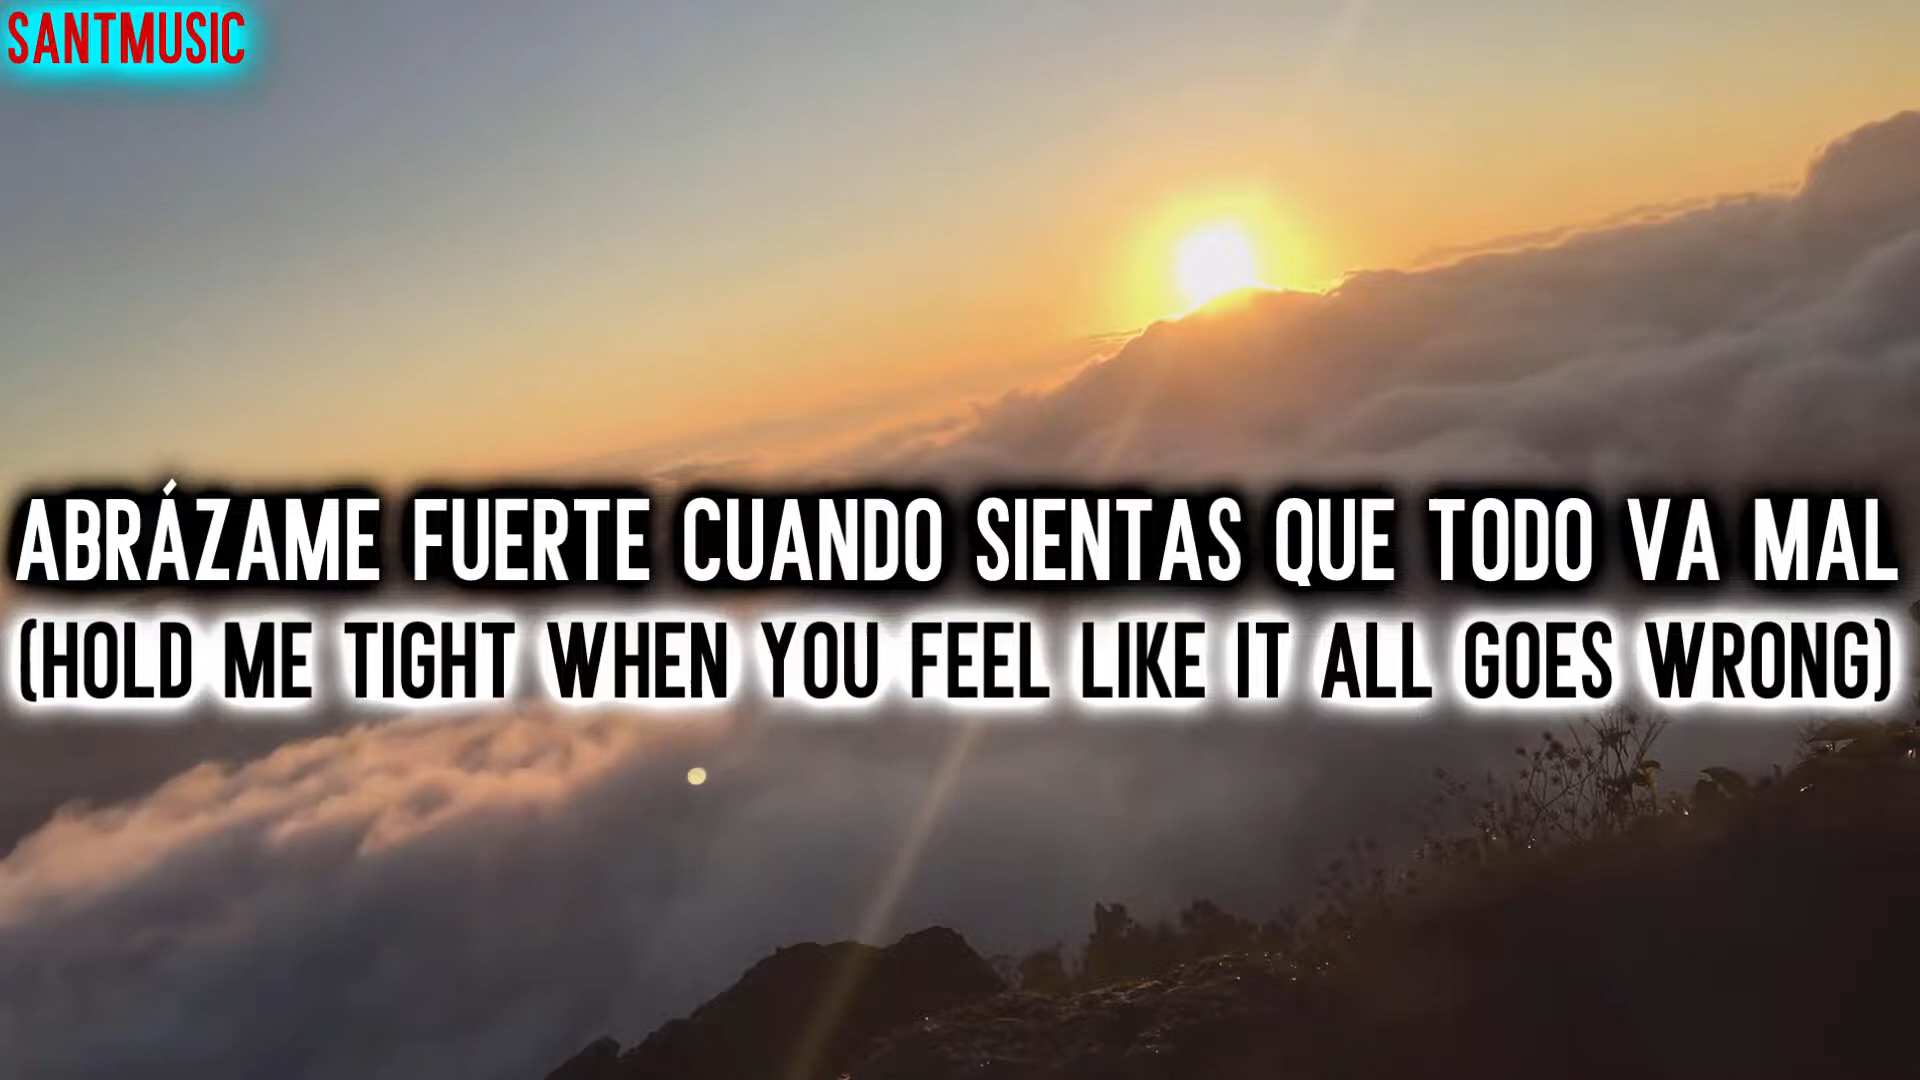 SANTMUSIC
ABRÁZAME FUERTE CUANDO SIENTAS QUE TODO VA MAL
(HOLD ME TIGHT WHEN YOU FEEL LIKE IT ALL GOES WRONG)